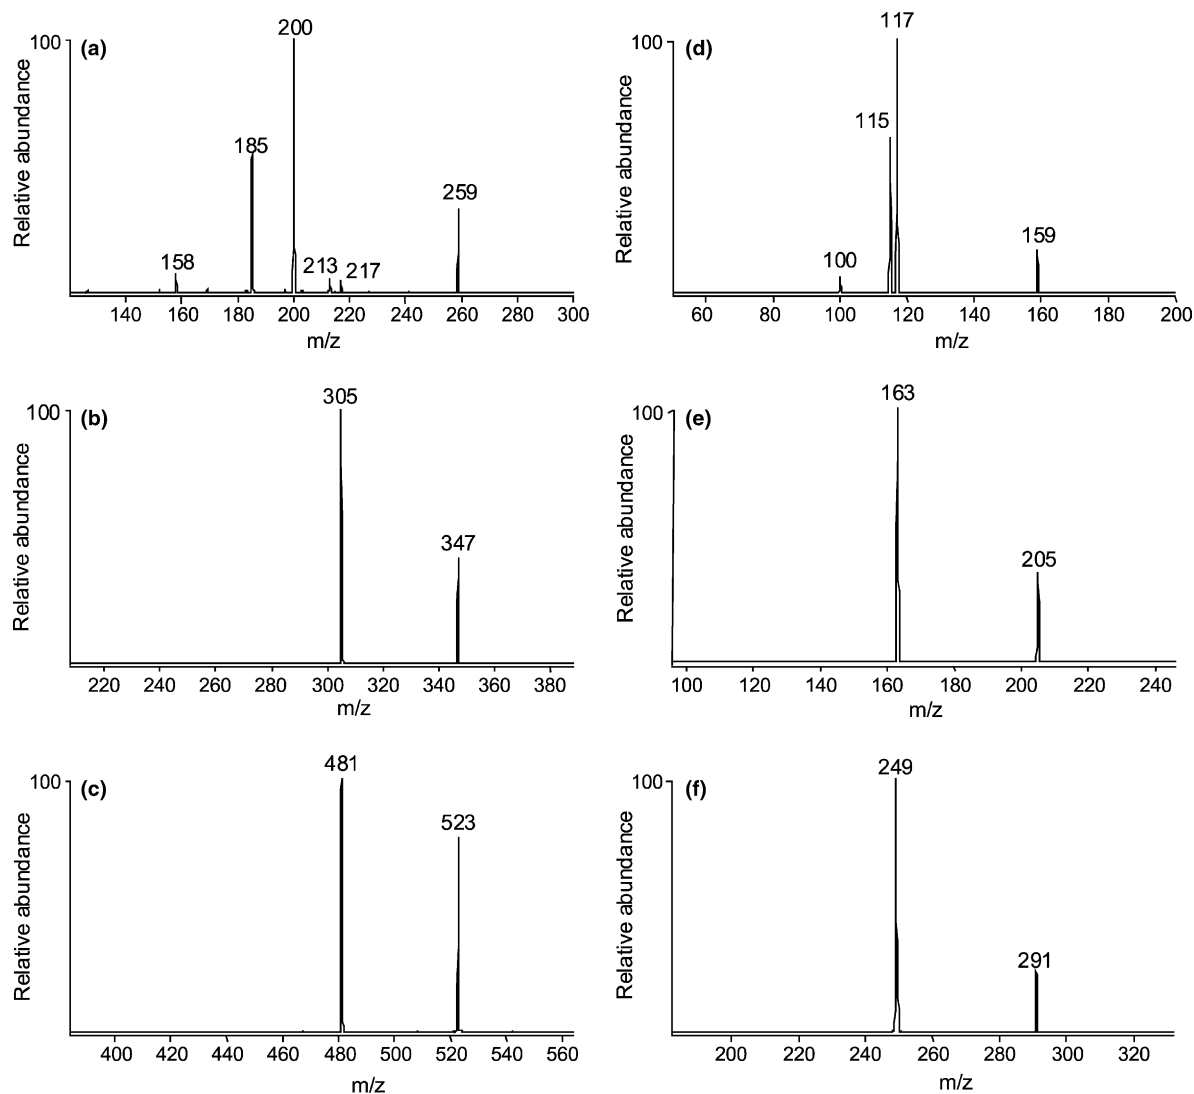 (a)
100
Relative abundance
158
185
200
213
217
259
140 160 180 200 220 240 260 280 300
m/z
(d)
100
Relative abundance
100
115
117
159
60 80 100 120 140 160 180 200
m/z
(b)
100
Relative abundance
305
347
220 240 260 280 300 320 340 360 380
m/z
(e)
100
Relative abundance
163
205
100 120 140 160 180 200 220 240
m/z
(c)
100
Relative abundance
481
523
400 420 440 460 480 500 520 540 560
m/z
(f)
100
Relative abundance
249
291
200 220 240 260 280 300 320
m/z